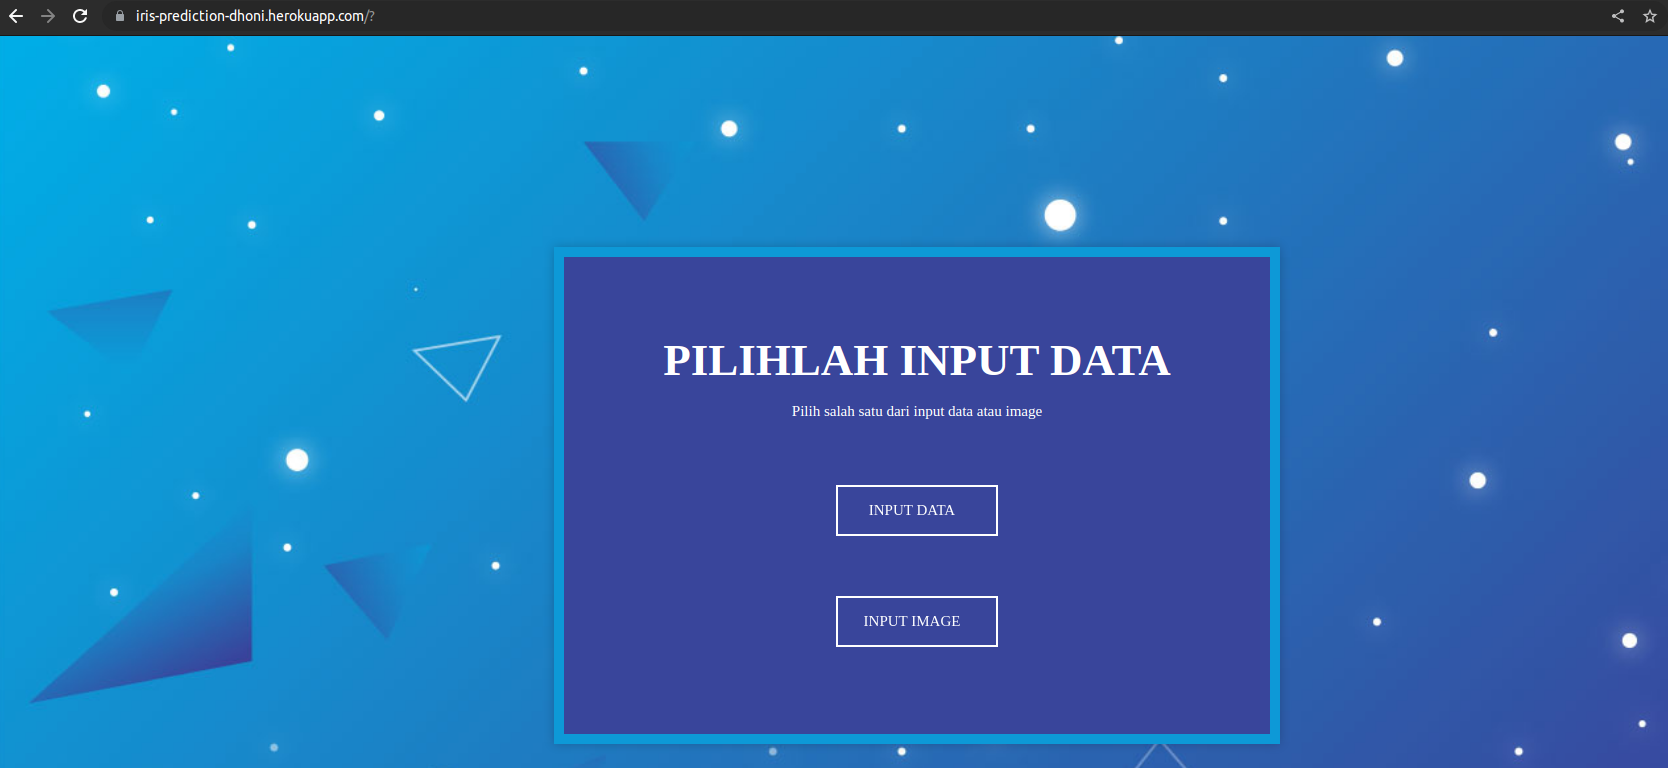 iris-prediction-dhoni.herokuapp.com/?
PILIHLAH INPUT DATA
Pilih salah satu dari input data atau image
INPUT DATA
INPUT IMAGE